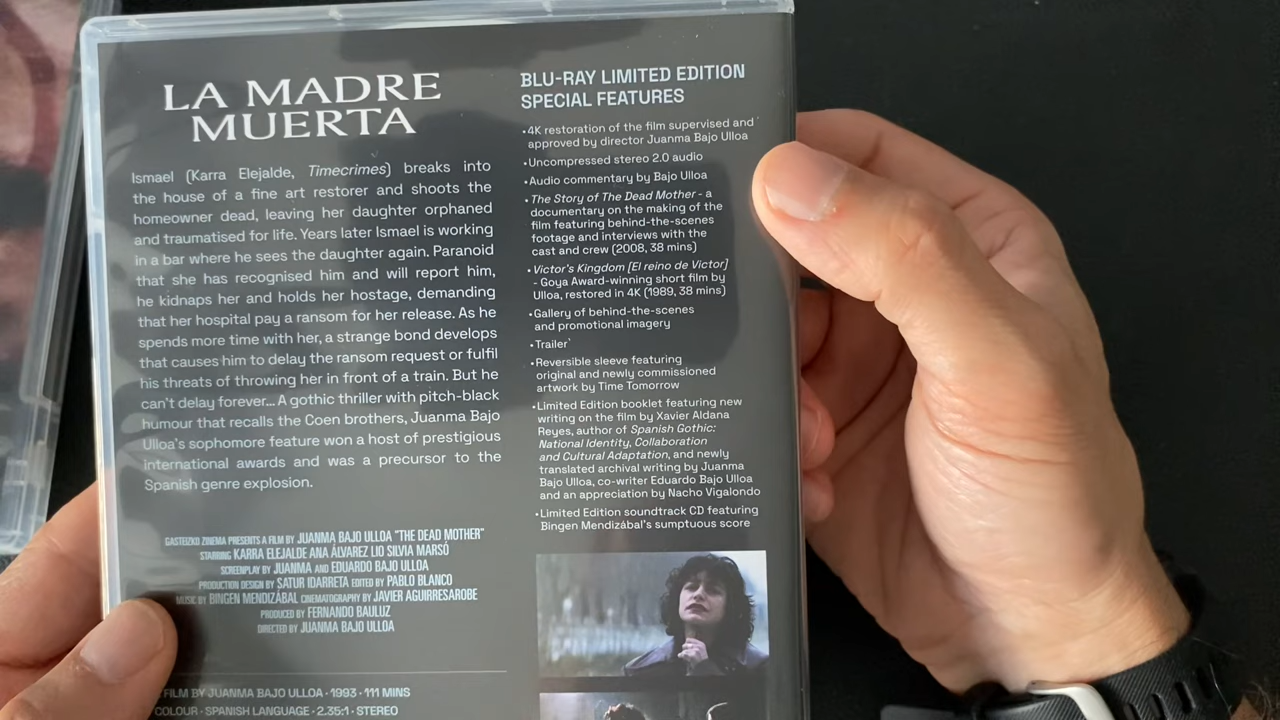 LA MADRE
MUERTA
Ismael (Karra Elejalde, Timecrimes) breaks into
the house of a fine art restorer and shoots the
homeowner dead, leaving her daughter orphaned
and traumatised for life. Years later Ismael is working
in a bar where he sees the daughter again. Paranoid
that she has recognised him and will report him,
he kidnaps her and holds her hostage, demanding
that her hospital pay a ransom for her release. As he
spends more time with her, a strange bond develops
that causes him to delay the ransom request or fulfil
his threats of throwing her in front of a train. But he
can't delay forever... A gothic thriller with pitch-black
humour that recalls the Coen brothers, Juanma Bajo
Ulloa's sophomore feature won a host of prestigious
international awards and was a precursor to the
Spanish genre explosion.
GASTEIZKO ZINEMA PRESENTS A FILM BY JUANMA BAJO ULLOA "THE DEAD MOTHER"
STARRING KARRA ELEJALDE ANA ÁLVAREZ LIO SILVIA MARSÓ
SCREENPLAY BY JUANMA AND EDUARDO BAJO ULLOA
PRODUCTION DESIGN BY SATUR IDARRETA EDITED BY PABLO BLANCO
MUSIC BY BINGEN MENDIZÁBAL CINEMATOGRAPHY BY JAVIER AGUIRRESAROBE
PRODUCED BY FERNANDO BAULUZ
DIRECTED BY JUANMA BAJO ULLOA
FILM BY JUANMA BAJO ULLOA · 1993 · 111 MINS
COLOUR · SPANISH LANGUAGE · 2.35:1 · STEREO
BLU-RAY LIMITED EDITION
SPECIAL FEATURES
• 4K restoration of the film supervised and
approved by director Juanma Bajo Ulloa
• Uncompressed stereo 2.0 audio
• Audio commentary by Bajo Ulloa
• The Story of The Dead Mother - a
documentary on the making of the
film featuring behind-the-scenes
footage and interviews with the
cast and crew (2008, 38 mins)
• Victor's Kingdom [El reino de Victor]
- Goya Award-winning short film by
Ulloa, restored in 4K (1989, 38 mins)
• Gallery of behind-the-scenes
and promotional imagery
• Trailer
• Reversible sleeve featuring
original and newly commissioned
artwork by Time Tomorrow
• Limited Edition booklet featuring new
writing on the film by Xavier Aldana
Reyes, author of Spanish Gothic:
National Identity, Collaboration
and Cultural Adaptation, and newly
translated archival writing by Juanma
Bajo Ulloa, co-writer Eduardo Bajo Ulloa
and an appreciation by Nacho Vigalondo
• Limited Edition soundtrack CD featuring
Bingen Mendizábal's sumptuous score